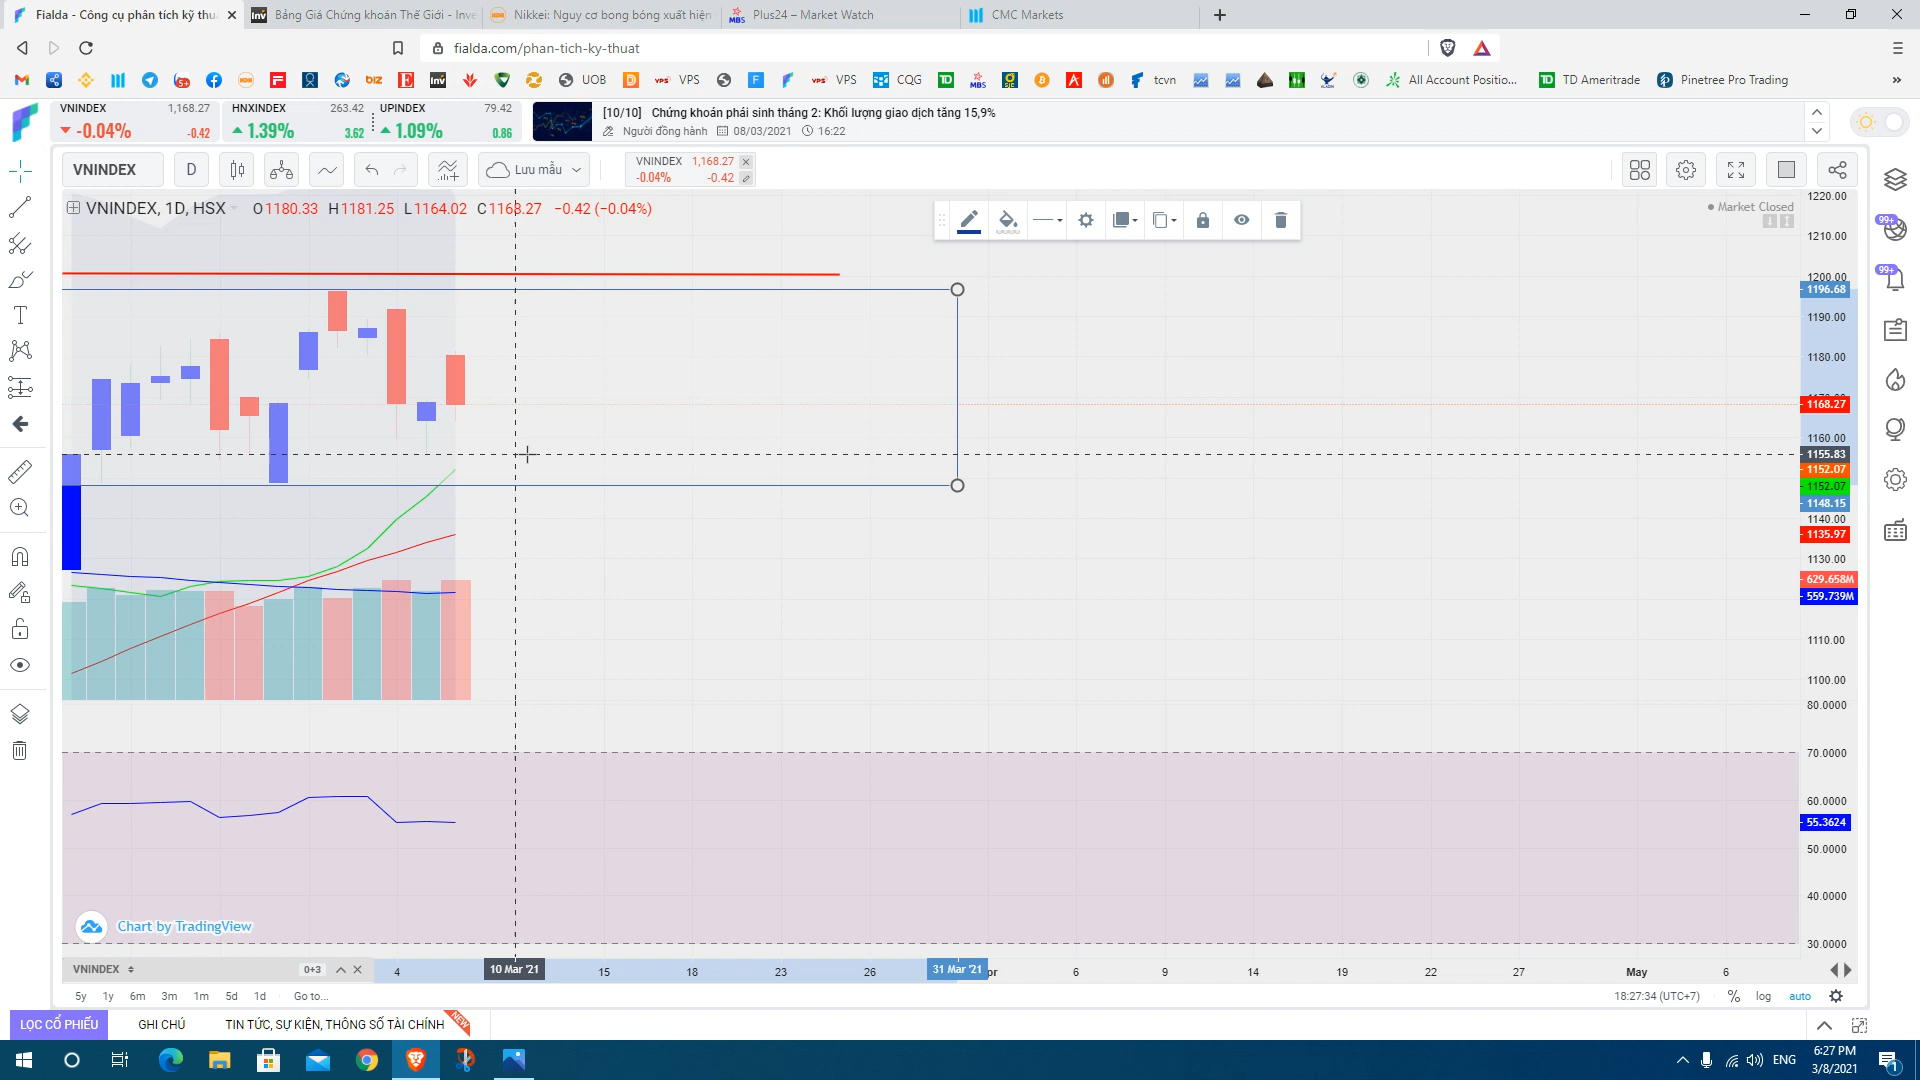 Fialda - Công cụ phân tích kỹ thu
Bảng Giá Chứng khoán Thế Giới - Inve
Nikkei: Nguy cơ bong bóng xuất hiện
Plus24 – Market Watch
CMC Markets
fialda.com/phan-tich-ky-thuat
UOB
VPS
VPS
CQG
tcvn
All Account Positio...
TD Ameritrade
Pinetree Pro Trading
VNINDEX 1,168.27
-0.04% -0.42
HNXINDEX 263.42
1.39% 3.62
UPINDEX 79.42
1.09% 0.86
[10/10] Chứng khoán phái sinh tháng 2: Khối lượng giao dịch tăng 15,9%
Người đồng hành 08/03/2021 16:22
VNINDEX D Lưu mẫu
VNINDEX 1,168.27
-0.04% -0.42
VNINDEX, 1D, HSX O1180.33 H1181.25 L1164.02 C1168.27 −0.42 (−0.04%)
Market Closed
1220.00
1210.00
1200.00
1196.68
1190.00
1180.00
1168.27
1160.00
1155.83
1152.07
1152.07
1148.15
1140.00
1135.97
1130.00
629.658M
559.739M
1110.00
1100.00
80.0000
70.0000
60.0000
55.3624
50.0000
40.0000
30.0000
Chart by TradingView
VNINDEX 0+3 4 10 Mar '21 15 18 23 26 31 Mar '21 pr 6 9 14 19 22 27 May 6
5y 1y 6m 3m 1m 5d 1d Go to...
18:27:34 (UTC+7) % log auto
LỌC CỔ PHIẾU GHI CHÚ TIN TỨC, SỰ KIỆN, THÔNG SỐ TÀI CHÍNH NEW
99+
99+
ENG
6:27 PM
3/8/2021
1